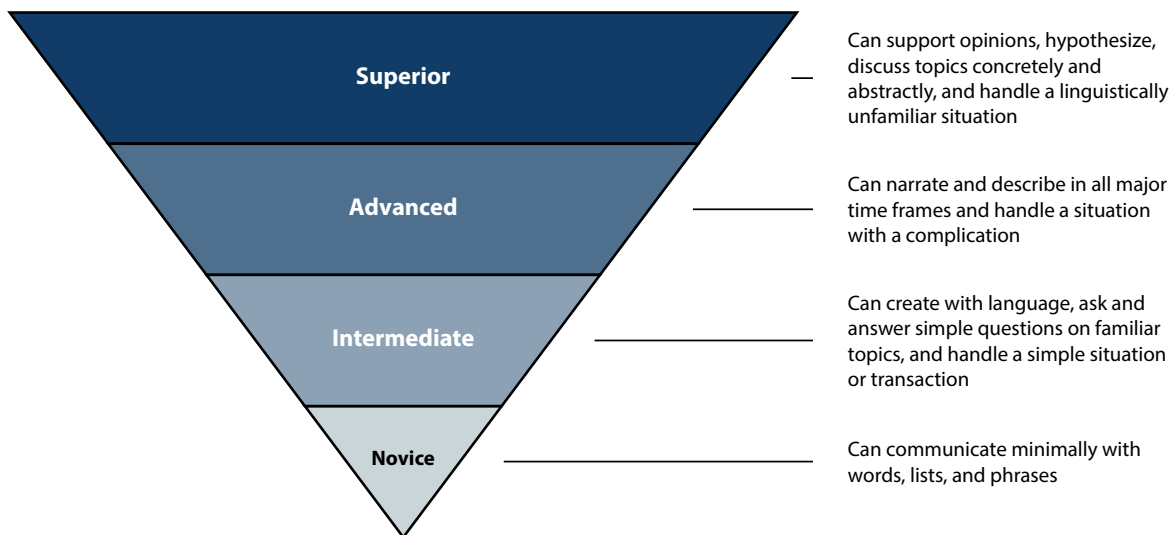 Superior
Can support opinions, hypothesize,
discuss topics concretely and
abstractly, and handle a linguistically
unfamiliar situation
Advanced
Can narrate and describe in all major
time frames and handle a situation
with a complication
Intermediate
Can create with language, ask and
answer simple questions on familiar
topics, and handle a simple situation
or transaction
Novice
Can communicate minimally with
words, lists, and phrases